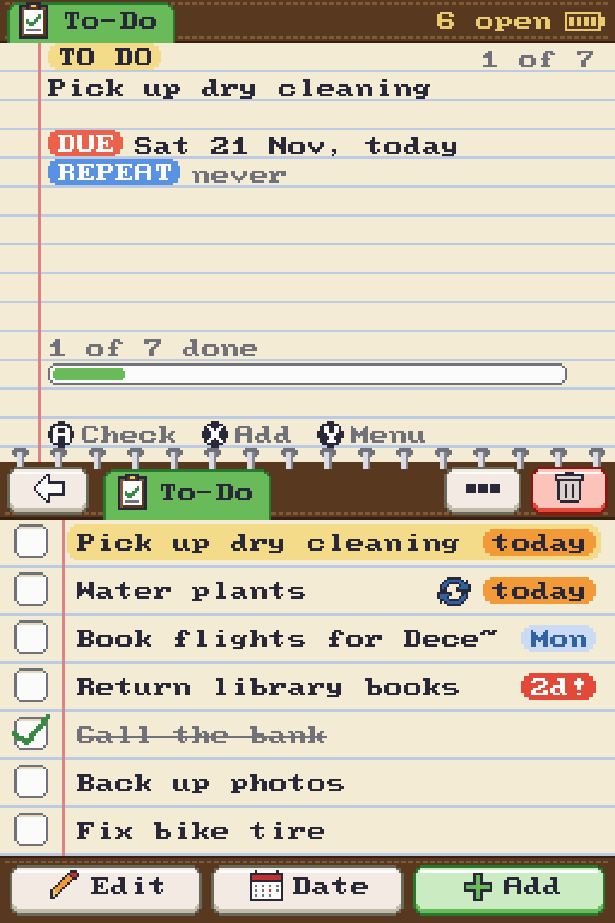 To-Do 6 open
TO DO 1 of 7
Pick up dry cleaning
DUE Sat 21 Nov, today
REPEAT never
1 of 7 done
A Check X Add Y Menu
To-Do
Pick up dry cleaning today
Water plants today
Book flights for Dece~ Mon
Return library books 2d!
Call the bank
Back up photos
Fix bike tire
Edit Date Add